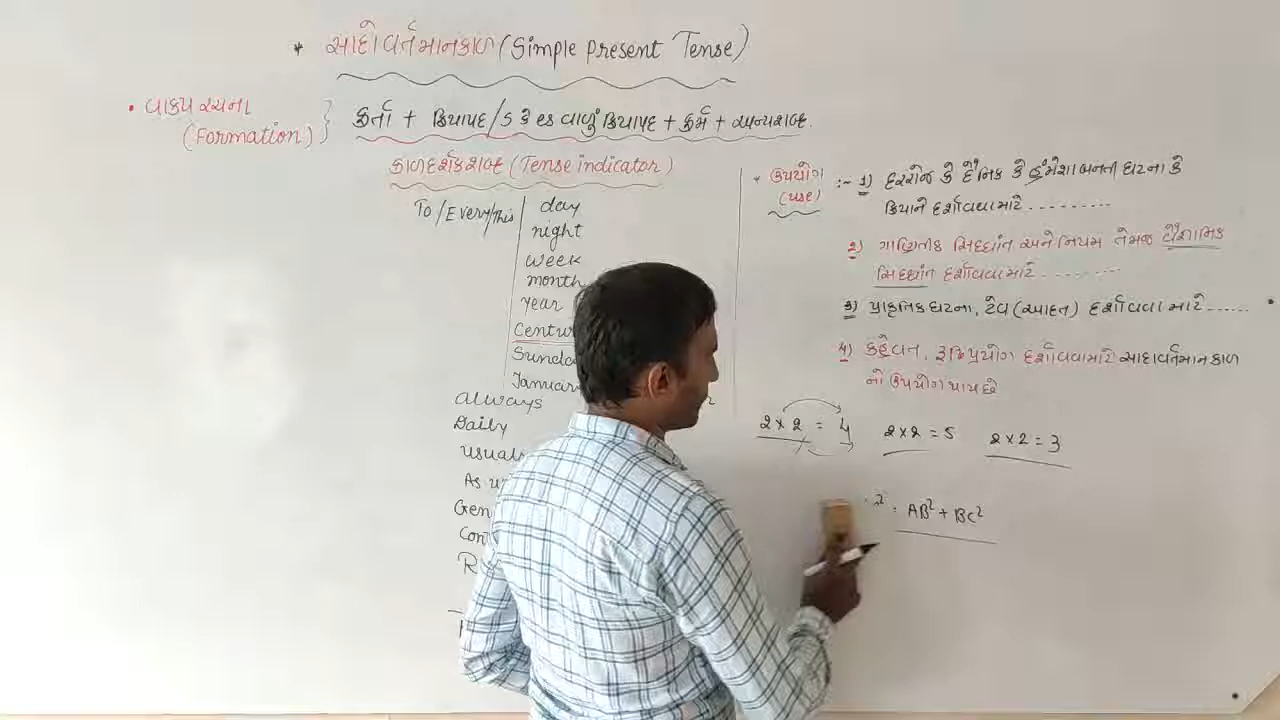 * સાદો વર્તમાનકાળ (Simple present Tense)
• વાક્ય રચના
(Formation)
કર્તા + ક્રિયાપદ/s કે es વાળું ક્રિયાપદ + કર્મ + અન્યશબ્દ.
કાળદર્શકશબ્દ (Tense indicator)
To/Every/This
day
night
week
month
year
Sunda
Januar
always
Daily
usual
* ઉપયોગ
(use)
:- 1) દરરોજ કે દૈનિક કે હંમેશા બનતી ઘટના કે
ક્રિયાને દર્શાવવા માટે ..........
2) ગાણિતીક સિધ્ધાંત અને નિયમ તેમજ વૈજ્ઞાનિક
સિધ્ધાંત દર્શાવવા માટે ..........
3) પ્રાકૃતિક ઘટના, ટેવ (આદત) દર્શાવવા માટે ......
4) કહેવત, રૂઢિપ્રયોગ દર્શાવવા માટે સાદાવર્તમાન કાળ
નો ઉપયોગ થાય છે
2 × 2 = 4
2 × 2 = 5
2 × 2 = 3
AB² + BC²